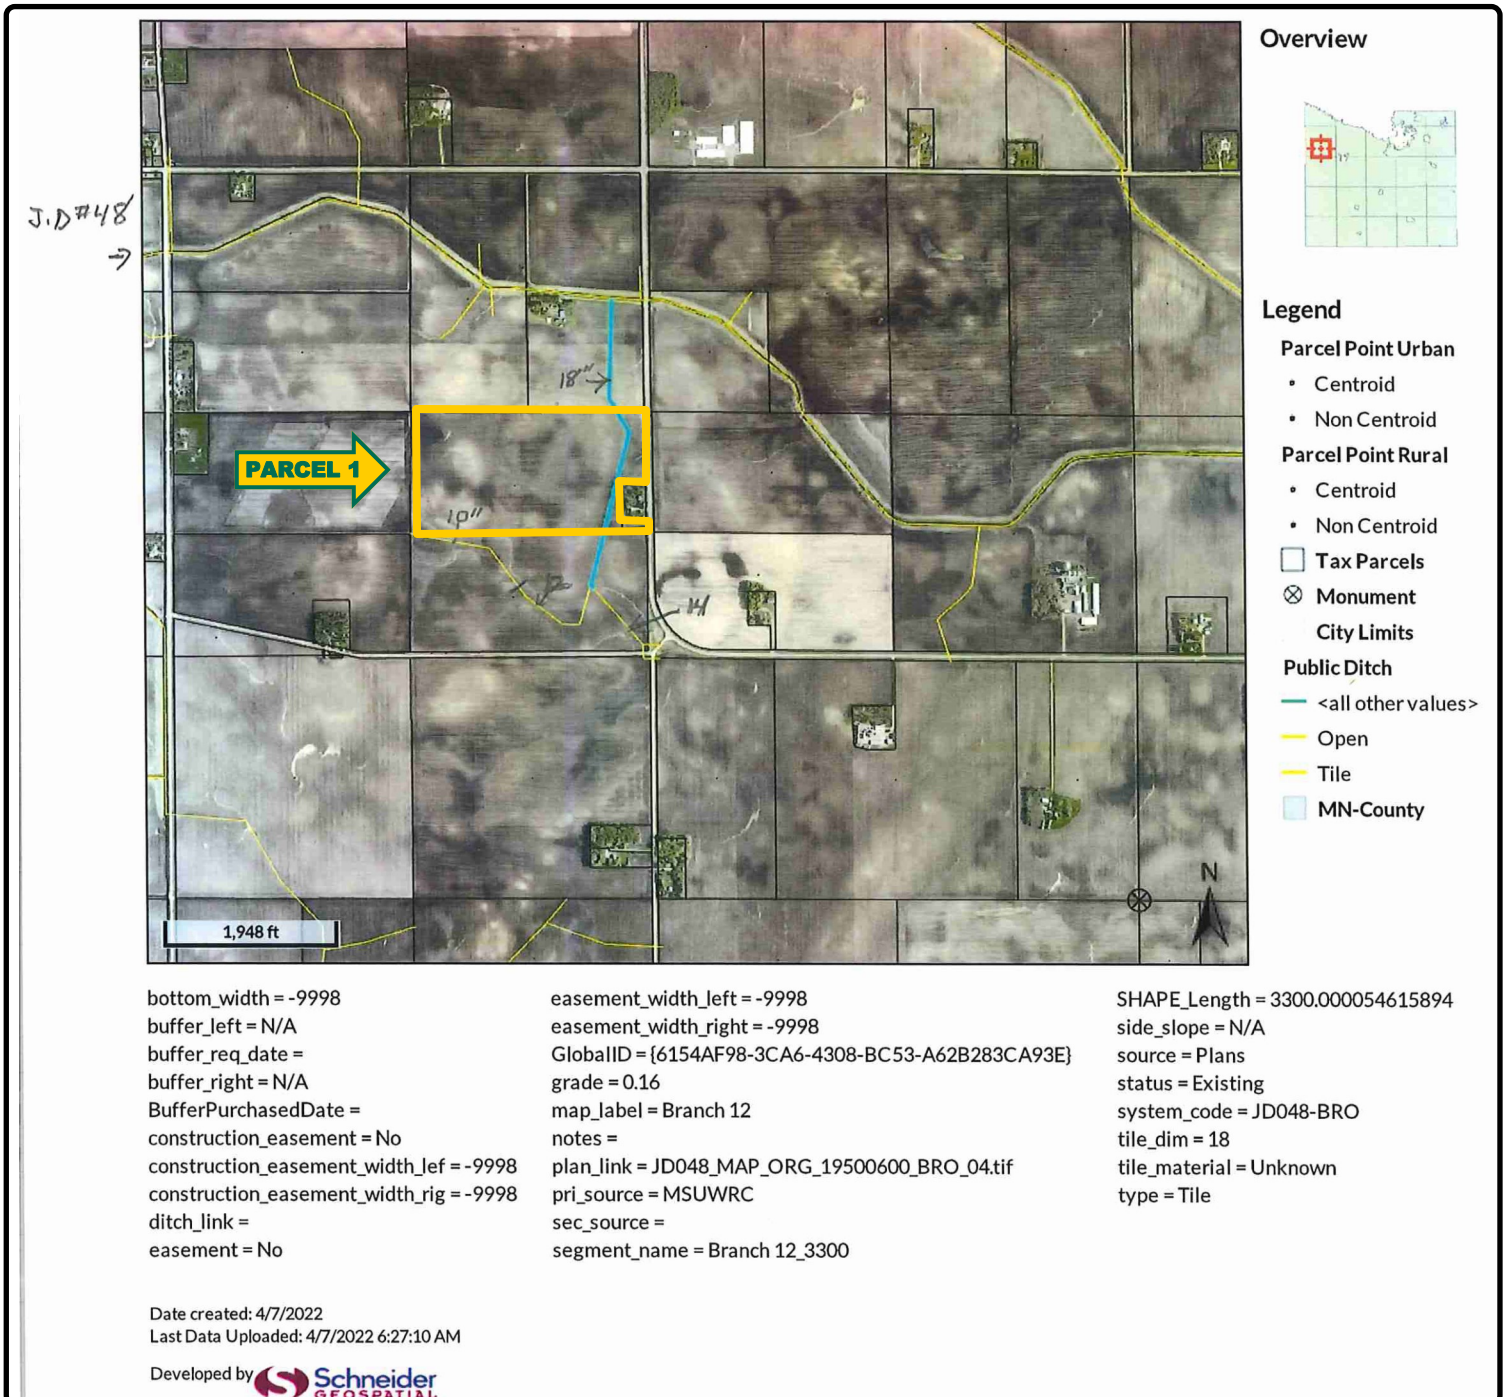 Overview
J.D#48
→
18"
PARCEL 1
10"
14
1,948 ft
N
Legend
Parcel Point Urban
Centroid
Non Centroid
Parcel Point Rural
Centroid
Non Centroid
Tax Parcels
Monument
City Limits
Public Ditch
<all other values>
Open
Tile
MN-County
bottom_width = -9998
buffer_left = N/A
buffer_req_date =
buffer_right = N/A
BufferPurchasedDate =
construction_easement = No
construction_easement_width_lef = -9998
construction_easement_width_rig = -9998
ditch_link =
easement = No
easement_width_left = -9998
easement_width_right = -9998
GlobalID = {6154AF98-3CA6-4308-BC53-A62B283CA93E}
grade = 0.16
map_label = Branch 12
notes =
plan_link = JD048_MAP_ORG_19500600_BRO_04.tif
pri_source = MSUWRC
sec_source =
segment_name = Branch 12_3300
SHAPE_Length = 3300.000054615894
side_slope = N/A
source = Plans
status = Existing
system_code = JD048-BRO
tile_dim = 18
tile_material = Unknown
type = Tile
Date created: 4/7/2022
Last Data Uploaded: 4/7/2022 6:27:10 AM
Developed by Schneider
GEOSPATIAL